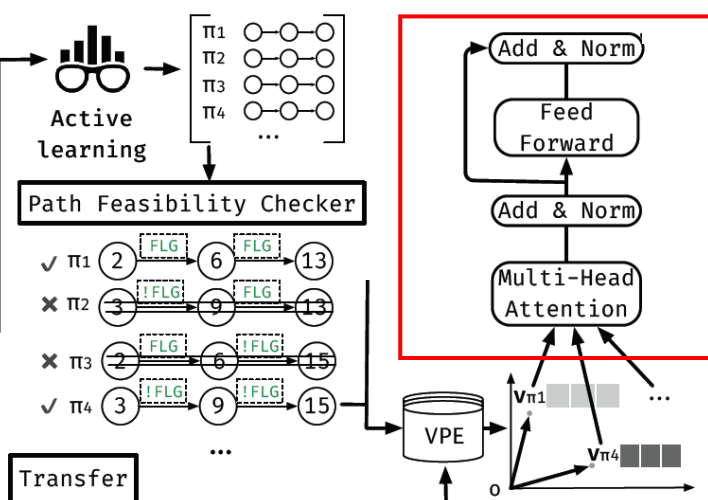 Active
learning
π1
π2
π3
π4
...
Path Feasibility Checker
✓ π1 2 FLG 6 FLG 13
✖ π2 3 !FLG 9 FLG 13
✖ π3 2 FLG 6 !FLG 15
✓ π4 3 !FLG 9 !FLG 15
...
Transfer
Add & Norm
Feed
Forward
Add & Norm
Multi-Head
Attention
VPE
vπ1 ...
vπ4
o